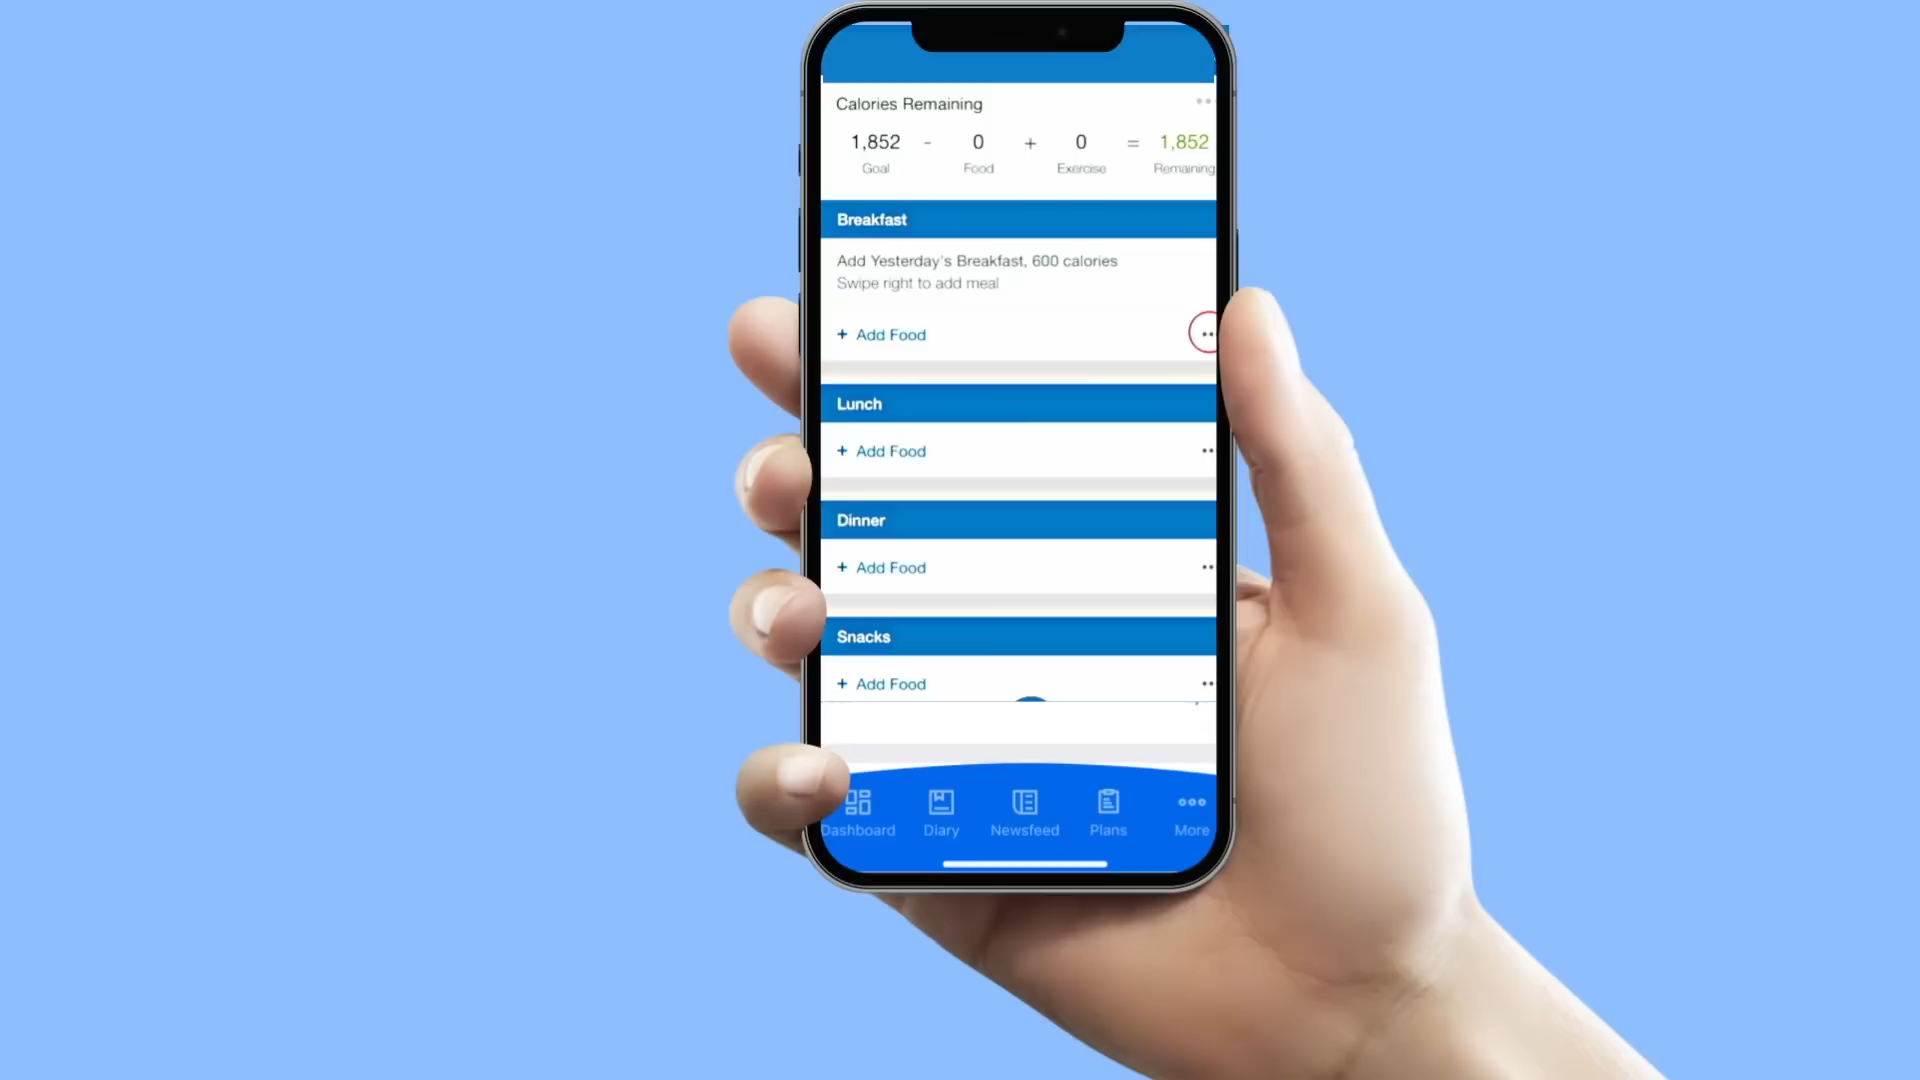 Calories Remaining
1,852 - 0 + 0 = 1,852
Goal Food Exercise Remaining
Breakfast
Add Yesterday's Breakfast, 600 calories
Swipe right to add meal
+ Add Food
Lunch
+ Add Food
Dinner
+ Add Food
Snacks
+ Add Food
Dashboard Diary Newsfeed Plans More